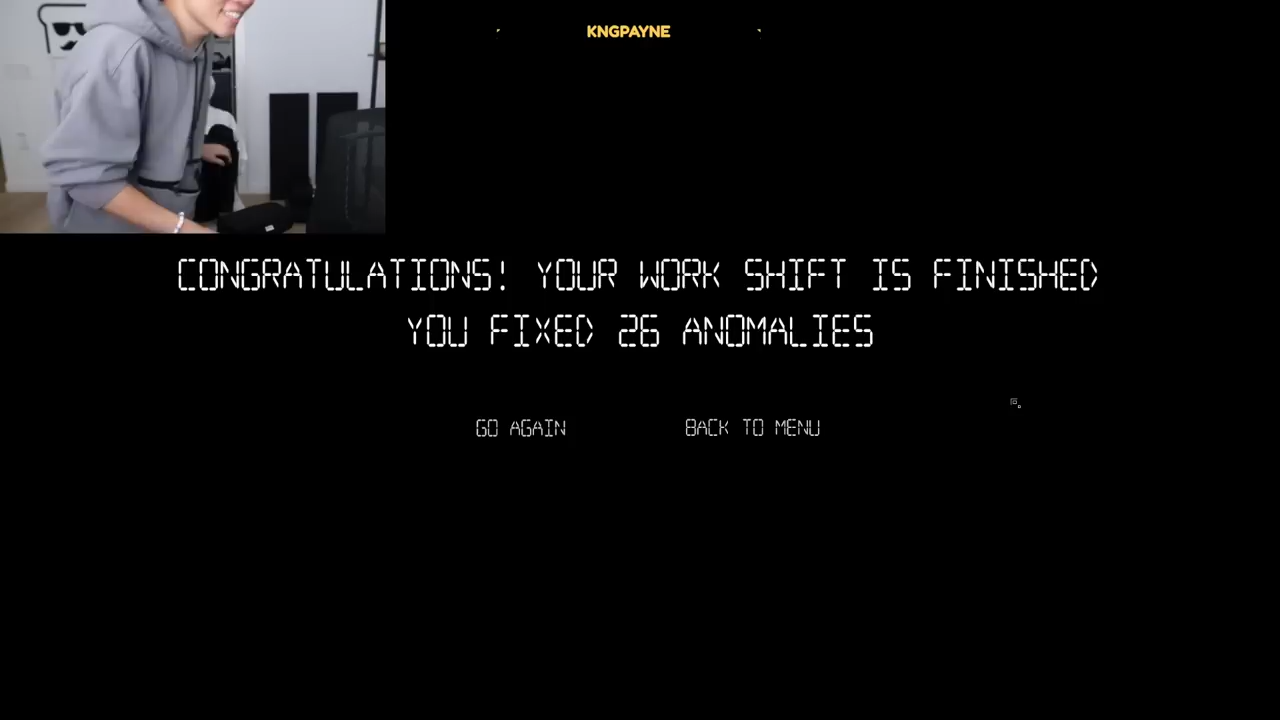 KNGPAYNE
CONGRATULATIONS! YOUR WORK SHIFT IS FINISHED
YOU FIXED 26 ANOMALIES
GO AGAIN
BACK TO MENU